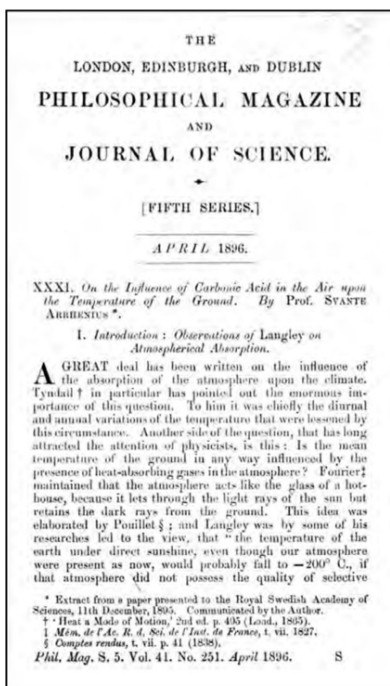 THE
LONDON, EDINBURGH, AND DUBLIN
PHILOSOPHICAL MAGAZINE
AND
JOURNAL OF SCIENCE.
[FIFTH SERIES.]
APRIL 1896.
XXXI. On the Influence of Carbonic Acid in the Air upon
the Temperature of the Ground. By Prof. SVANTE
ARRHENIUS *.
I. Introduction : Observations of Langley on
Atmospherical Absorption.
A GREAT deal has been written on the influence of
the absorption of the atmosphere upon the climate.
Tyndall † in particular has pointed out the enormous im-
portance of this question. To him it was chiefly the diurnal
and annual variations of the temperature that were lessened by
this circumstance. Another side of the question, that has long
attracted the attention of physicists, is this : Is the mean
temperature of the ground in any way influenced by the
presence of heat-absorbing gases in the atmosphere ? Fourier‡
maintained that the atmosphere acts like the glass of a hot-
house, because it lets through the light rays of the sun but
retains the dark rays from the ground. This idea was
elaborated by Pouillet § ; and Langley was by some of his
researches led to the view, that “ the temperature of the
earth under direct sunshine, even though our atmosphere
were present as now, would probably fall to −200° C., if
that atmosphere did not possess the quality of selective
* Extract from a paper presented to the Royal Swedish Academy of
Sciences, 11th December, 1895. Communicated by the Author.
† ‘ Heat a Mode of Motion,’ 2nd ed. p. 405 (Lond., 1865).
‡ Mém. de l’Ac. R. d. Sci. de l’Inst. de France, t. vii. 1827.
§ Comptes rendus, t. vii. p. 41 (1838).
Phil. Mag. S. 5. Vol. 41. No. 251. April 1896. S